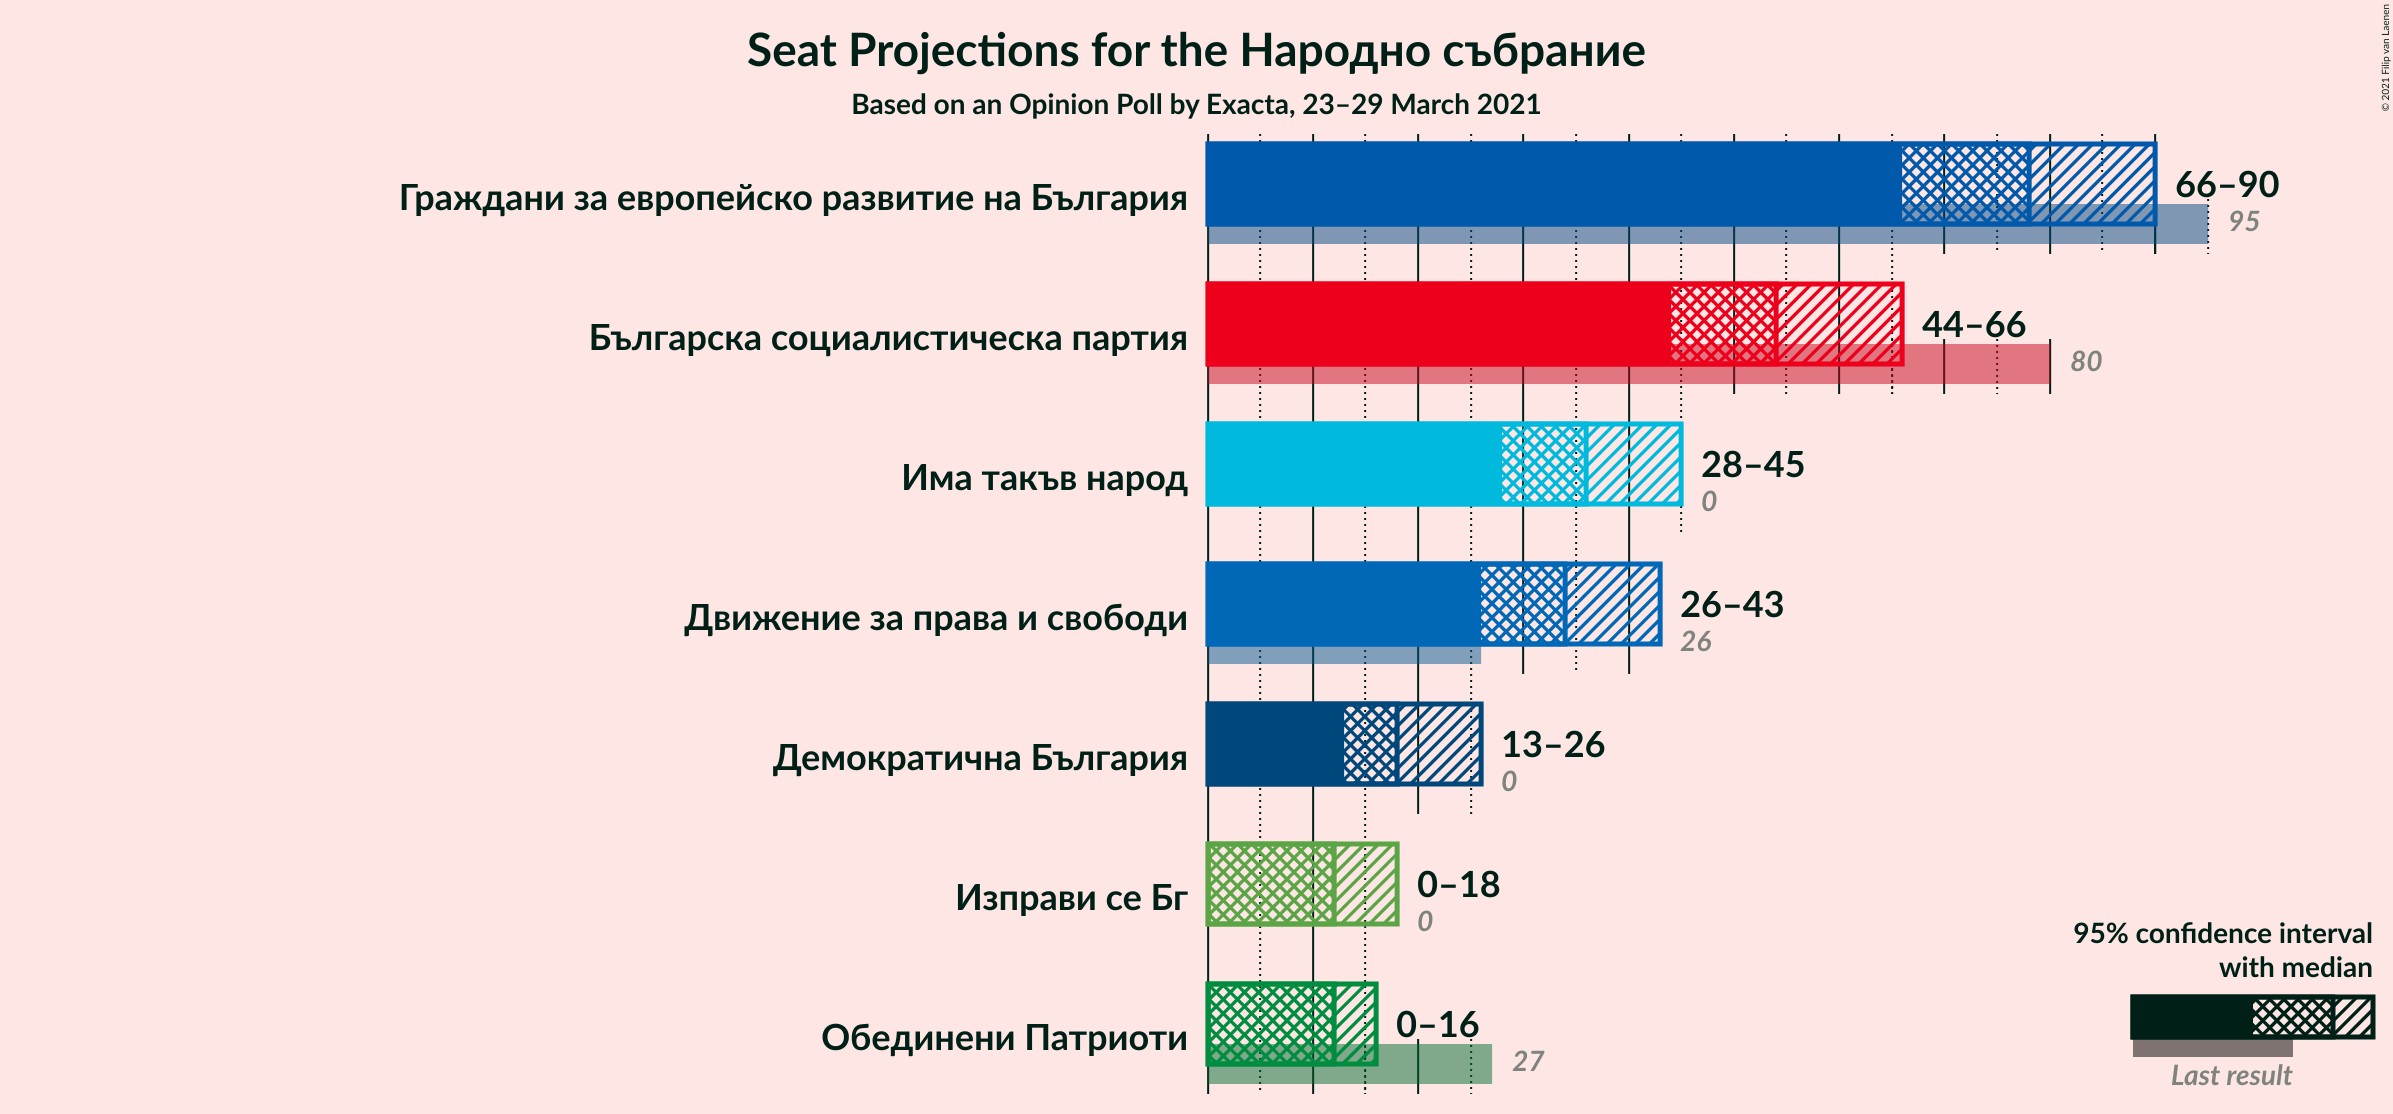 Seat Projections for the Народно събрание
Based on an Opinion Poll by Exacta, 23–29 March 2021
© 2021 Filip van Laenen
Граждани за европейско развитие на България
66–90
95
Българска социалистическа партия
44–66
80
Има такъв народ
28–45
0
Движение за права и свободи
26–43
26
Демократична България
13–26
0
Изправи се Бг
0–18
0
Обединени Патриоти
0–16
27
95% confidence interval
with median
Last result